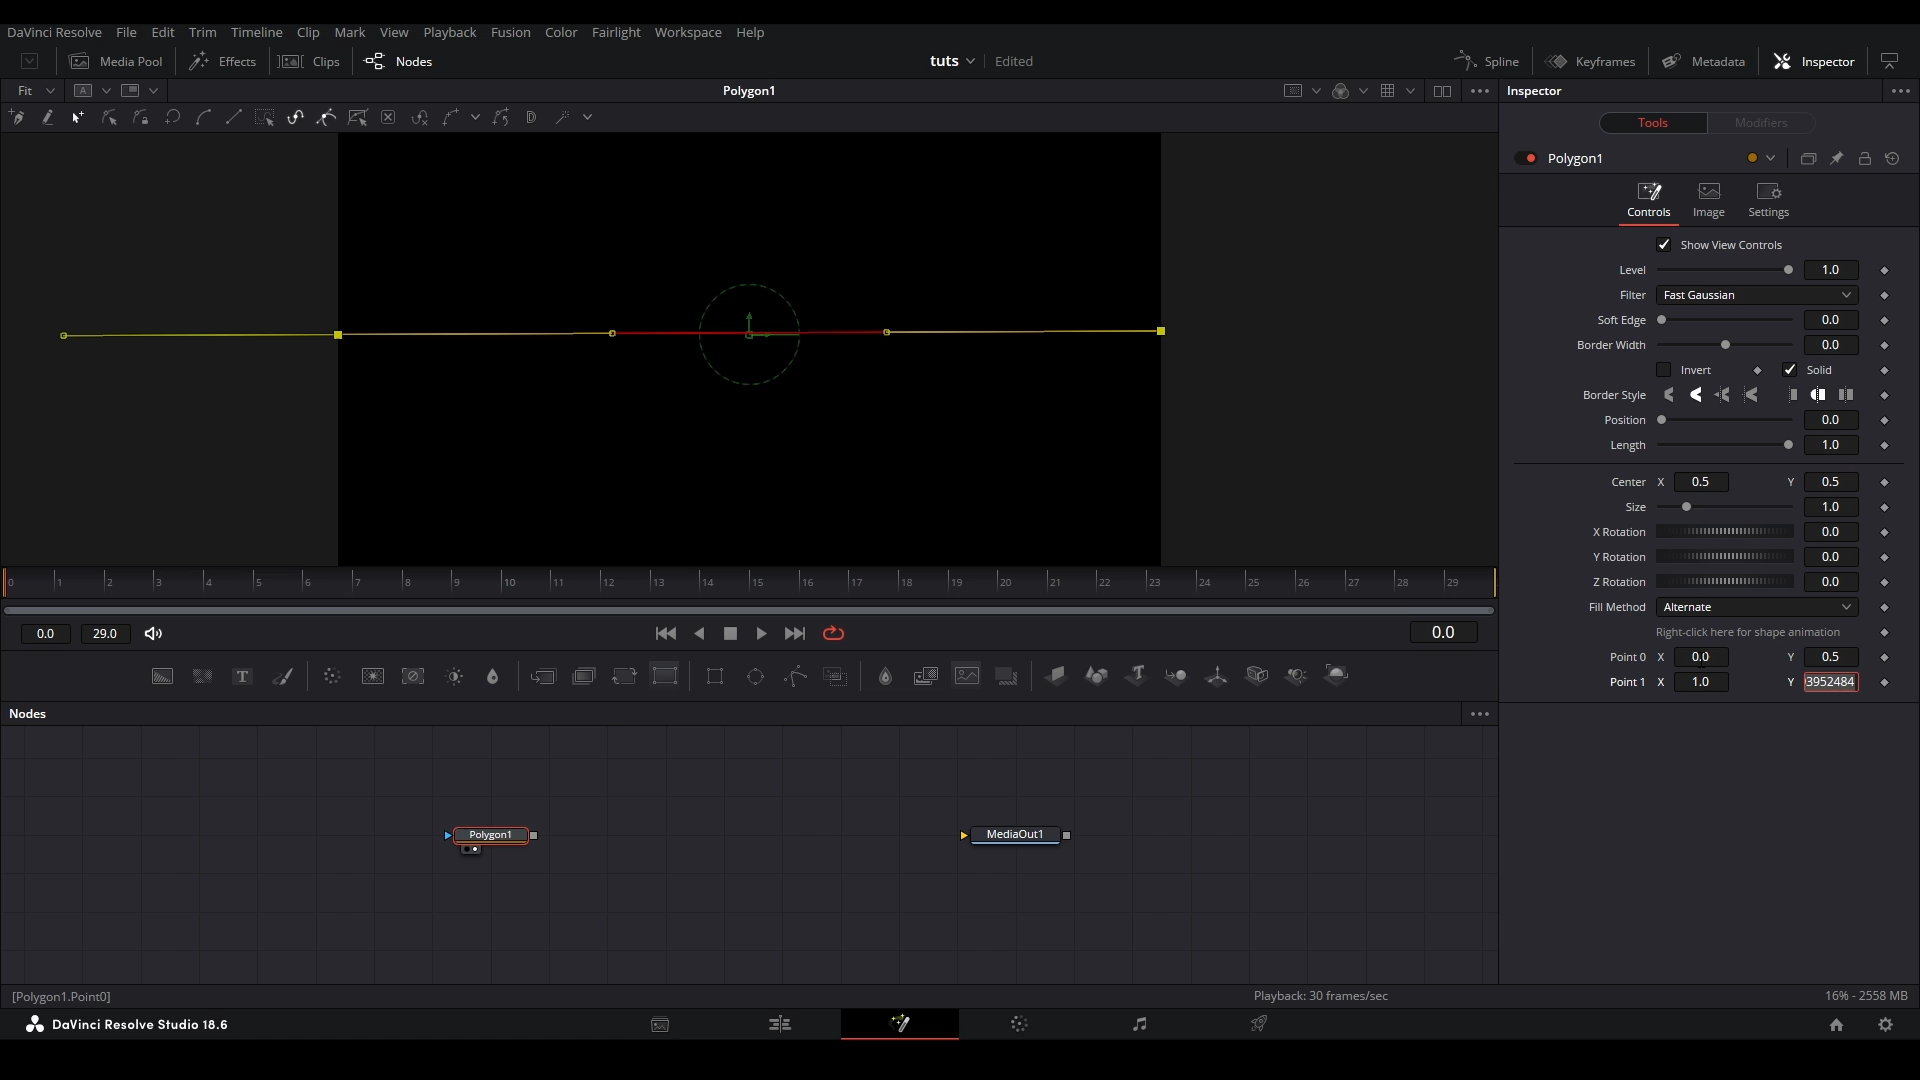 DaVinci Resolve File Edit Trim Timeline Clip Mark View Playback Fusion Color Fairlight Workspace Help
Media Pool Effects Clips Nodes tuts Edited Spline Keyframes Metadata Inspector
Fit A Polygon1 Inspector
Tools Modifiers
Polygon1
Controls Image Settings
Show View Controls
Level 1.0
Filter Fast Gaussian
Soft Edge 0.0
Border Width 0.0
Invert Solid
Border Style
Position 0.0
Length 1.0
Center X 0.5 Y 0.5
Size 1.0
X Rotation 0.0
Y Rotation 0.0
Z Rotation 0.0
Fill Method Alternate
Right-click here for shape animation
Point 0 X 0.0 Y 0.5
Point 1 X 1.0 Y 3952484
0 1 2 3 4 5 6 7 8 9 10 11 12 13 14 15 16 17 18 19 20 21 22 23 24 25 26 27 28 29
0.0 29.0 0.0
T T
Nodes
Polygon1 MediaOut1
[Polygon1.Point0] Playback: 30 frames/sec 16% - 2558 MB
DaVinci Resolve Studio 18.6